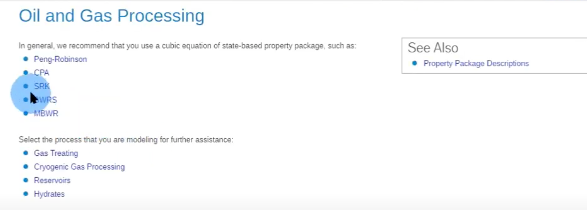 Oil and Gas Processing
In general, we recommend that you use a cubic equation of state-based property package, such as:
See Also
Property Package Descriptions
Peng-Robinson
CPA
SRK
WRS
MBWR
Select the process that you are modeling for further assistance:
Gas Treating
Cryogenic Gas Processing
Reservoirs
Hydrates